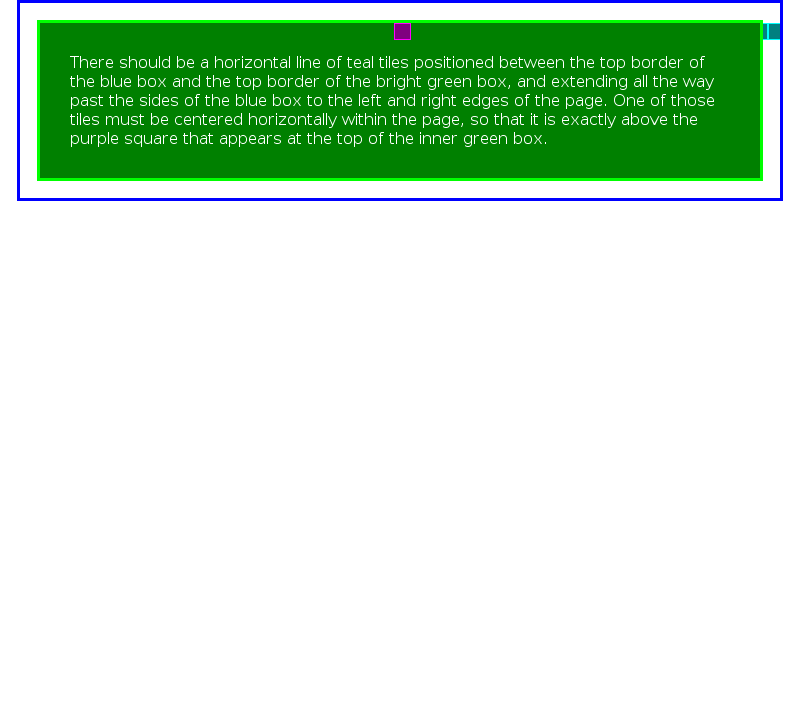 There should be a horizontal line of teal tiles positioned between the top border of
the blue box and the top border of the bright green box, and extending all the way
past the sides of the blue box to the left and right edges of the page. One of those
tiles must be centered horizontally within the page, so that it is exactly above the
purple square that appears at the top of the inner green box.